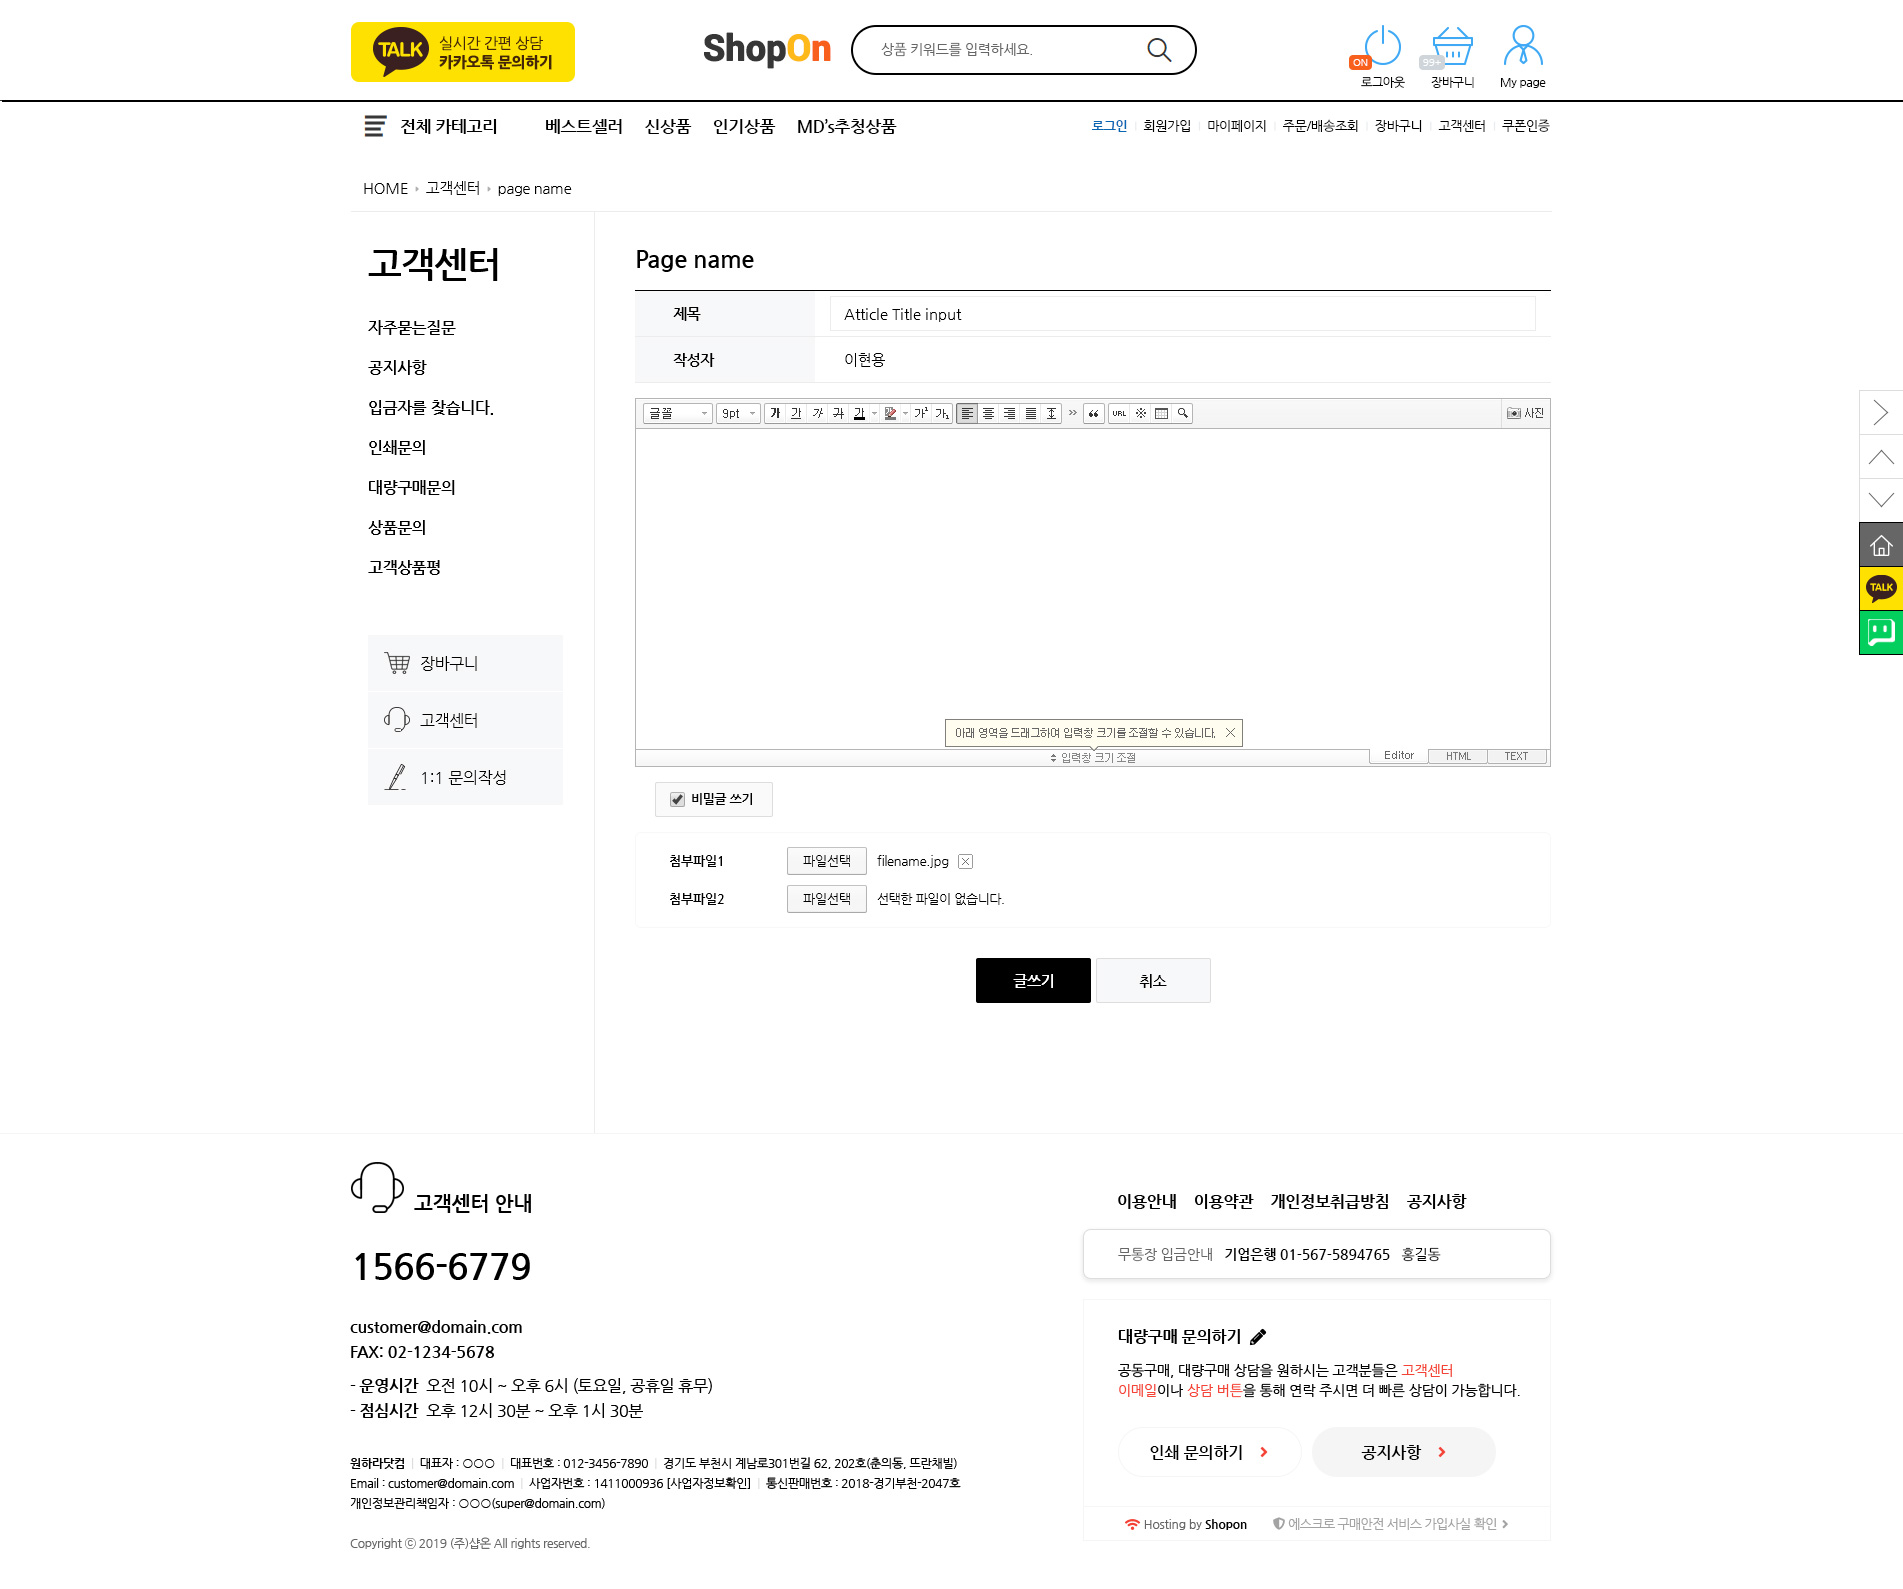 TALK 실시간 간편 상담
카카오톡 문의하기
ShopOn
상품 키워드를 입력하세요.
ON
로그아웃
99+
장바구니
My page
전체 카테고리 베스트셀러 신상품 인기상품 MD's추청상품
로그인 회원가입 마이페이지 주문/배송조회 장바구니 고객센터 쿠폰인증
HOME 고객센터 page name
고객센터
자주묻는질문
공지사항
입금자를 찾습니다.
인쇄문의
대량구매문의
상품문의
고객상품평
장바구니
고객센터
1:1 문의작성
Page name
제목 Atticle Title input
작성자 이현용
글꼴 9pt 가 가 가 가 가 가¹ 가₁ URL 사진
아래 영역을 드래그하여 입력창 크기를 조절할 수 있습니다.
입력창 크기 조절
Editor HTML TEXT
비밀글 쓰기
첨부파일1 파일선택 filename.jpg
첨부파일2 파일선택 선택한 파일이 없습니다.
글쓰기 취소
TALK
고객센터 안내
1566-6779
customer@domain.com
FAX: 02-1234-5678
- 운영시간 오전 10시 ~ 오후 6시 (토요일, 공휴일 휴무)
- 점심시간 오후 12시 30분 ~ 오후 1시 30분
원하라닷컴 | 대표자 : ○○○ | 대표번호 : 012-3456-7890 | 경기도 부천시 계남로301번길 62, 202호(춘의동, 뜨란채빌)
Email : customer@domain.com | 사업자번호 : 1411000936 [사업자정보확인] | 통신판매번호 : 2018-경기부천-2047호
개인정보관리책임자 : ○○○(super@domain.com)
Copyright ⓒ 2019 (주)샵온 All rights reserved.
이용안내 이용약관 개인정보취급방침 공지사항
무통장 입금안내 기업은행 01-567-5894765 홍길동
대량구매 문의하기
공동구매, 대량구매 상담을 원하시는 고객분들은 고객센터
이메일이나 상담 버튼을 통해 연락 주시면 더 빠른 상담이 가능합니다.
인쇄 문의하기 공지사항
Hosting by Shopon 에스크로 구매안전 서비스 가입사실 확인